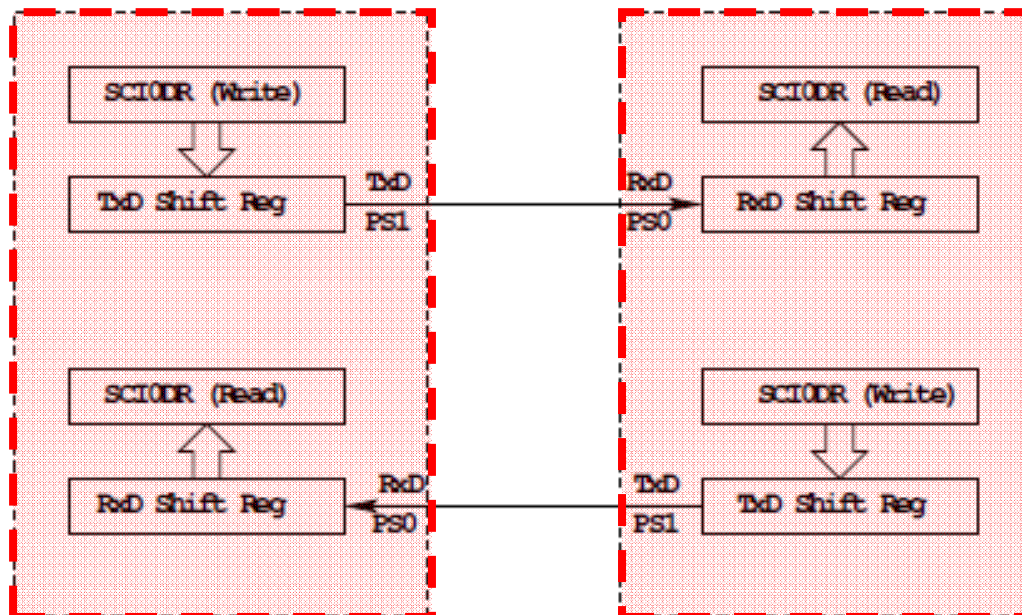 SCI0DR (Write)
SCI0DR (Read)
TxD
RxD
TxD Shift Reg
RxD Shift Reg
PS1
PS0
SCI0DR (Read)
SCI0DR (Write)
RxD
TxD
RxD Shift Reg
TxD Shift Reg
PS0
PS1